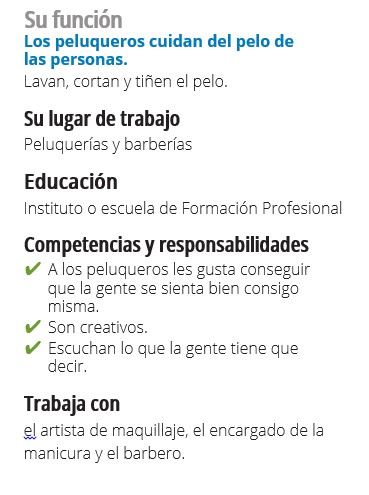 Su función
Los peluqueros cuidan del pelo de
las personas.
Lavan, cortan y tiñen el pelo.
Su lugar de trabajo
Peluquerías y barberías
Educación
Instituto o escuela de Formación Profesional
Competencias y responsabilidades
✔ A los peluqueros les gusta conseguir
que la gente se sienta bien consigo
misma.
✔ Son creativos.
✔ Escuchan lo que la gente tiene que
decir.
Trabaja con
el artista de maquillaje, el encargado de la
manicura y el barbero.